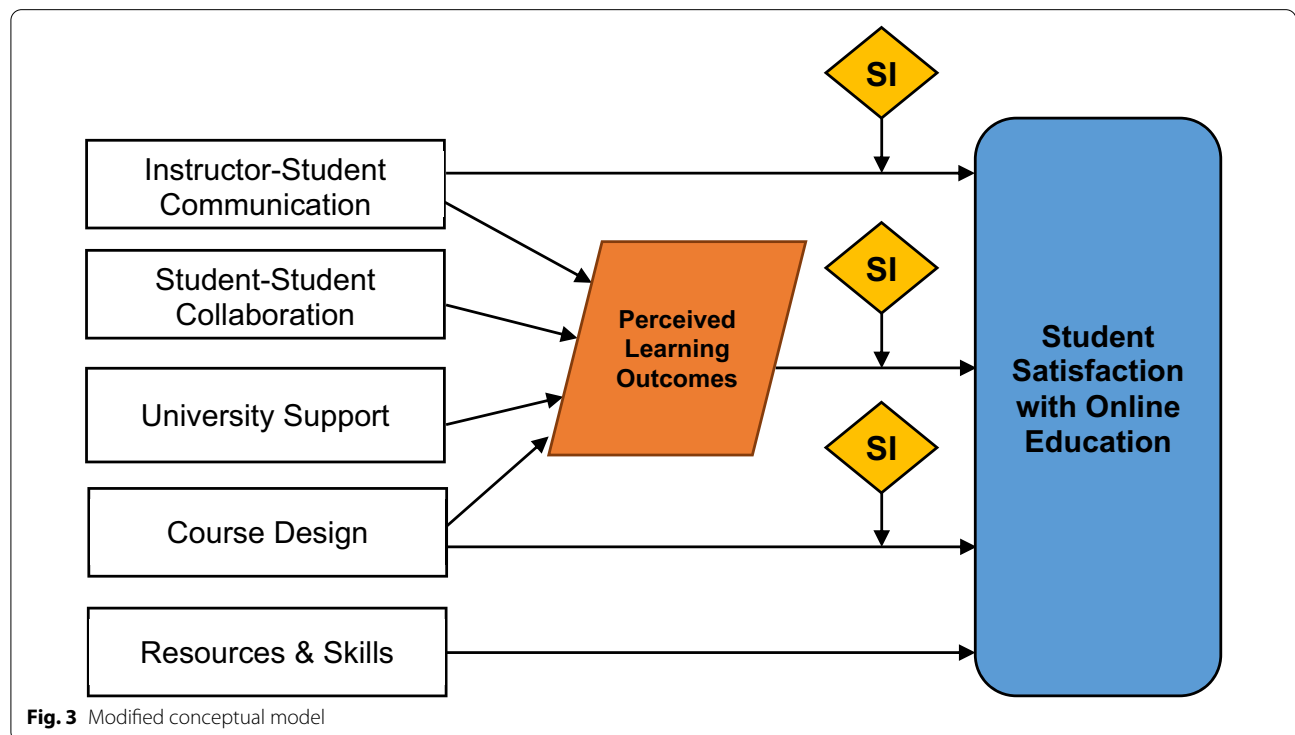 SI
Instructor-Student
Communication
SI
Student-Student
Collaboration
Perceived
Learning
Outcomes
Student
Satisfaction
with Online
Education
University Support
SI
Course Design
Resources & Skills
Fig. 3 Modified conceptual model